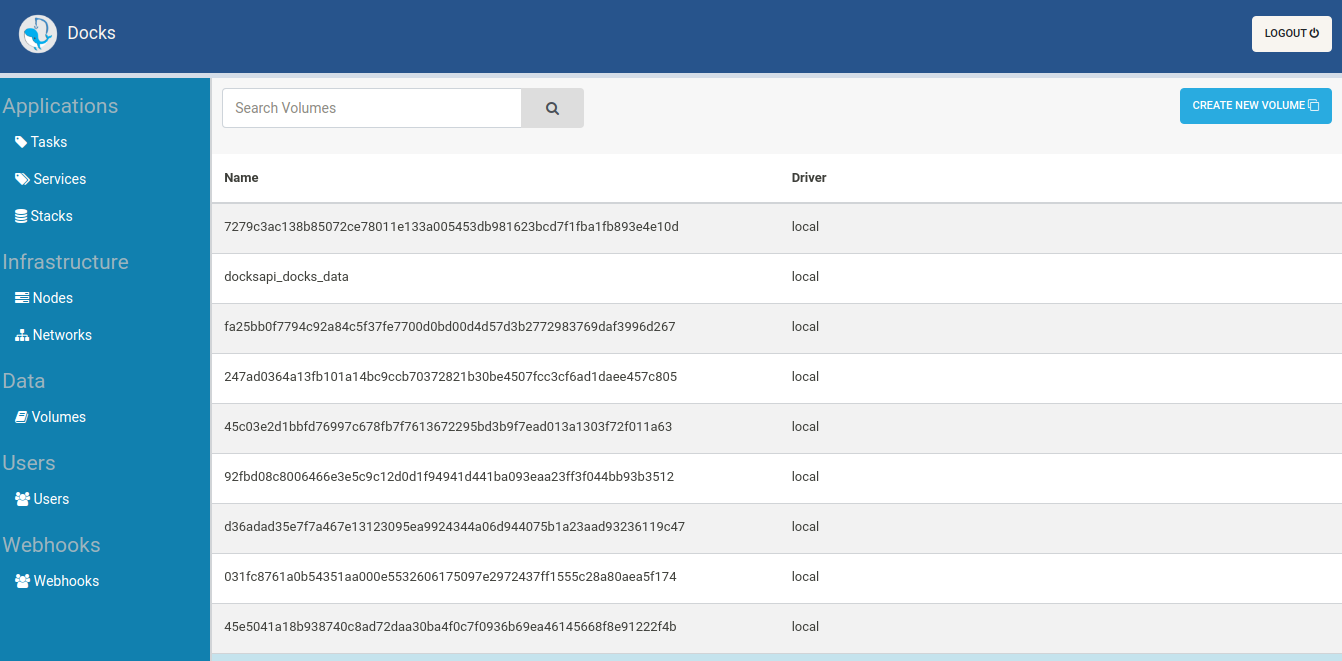 Docks
LOGOUT
Applications
Tasks
Services
Stacks
Infrastructure
Nodes
Networks
Data
Volumes
Users
Users
Webhooks
Webhooks
Search Volumes
CREATE NEW VOLUME
Name Driver
7279c3ac138b85072ce78011e133a005453db981623bcd7f1fba1fb893e4e10d local
docksapi_docks_data local
fa25bb0f7794c92a84c5f37fe7700d0bd00d4d57d3b2772983769daf3996d267 local
247ad0364a13fb101a14bc9ccb70372821b30be4507fcc3cf6ad1daee457c805 local
45c03e2d1bbfd76997c678fb7f7613672295bd3b9f7ead013a1303f72f011a63 local
92fbd08c8006466e3e5c9c12d0d1f94941d441ba093eaa23ff3f044bb93b3512 local
d36adad35e7f7a467e13123095ea9924344a06d944075b1a23aad93236119c47 local
031fc8761a0b54351aa000e5532606175097e2972437ff1555c28a80aea5f174 local
45e5041a18b938740c8ad72daa30ba4f0c7f0936b69ea46145668f8e91222f4b local